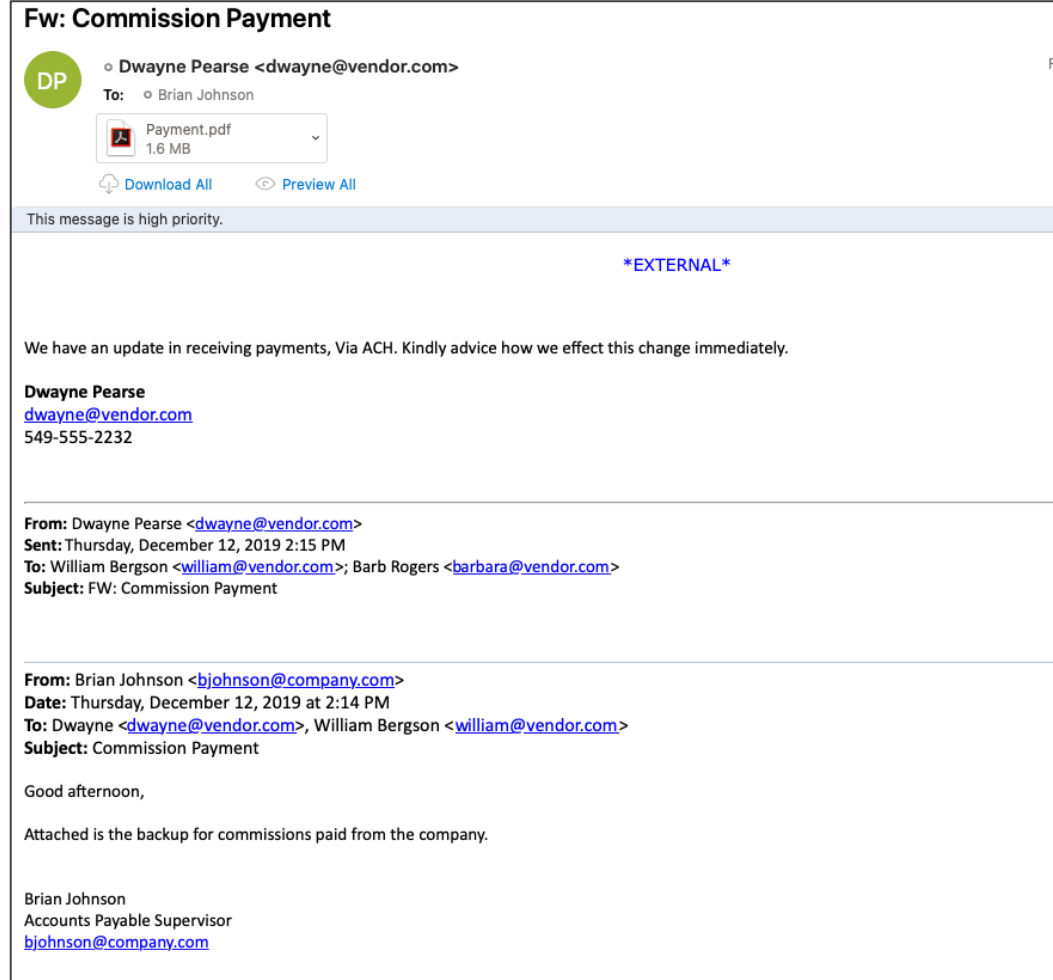 Fw: Commission Payment
DP
Dwayne Pearse <dwayne@vendor.com>
To: Brian Johnson
Payment.pdf
1.6 MB
Download All Preview All
This message is high priority.
*EXTERNAL*
We have an update in receiving payments, Via ACH. Kindly advice how we effect this change immediately.
Dwayne Pearse
dwayne@vendor.com
549-555-2232
From: Dwayne Pearse <dwayne@vendor.com>
Sent: Thursday, December 12, 2019 2:15 PM
To: William Bergson <william@vendor.com>; Barb Rogers <barbara@vendor.com>
Subject: FW: Commission Payment
From: Brian Johnson <bjohnson@company.com>
Date: Thursday, December 12, 2019 at 2:14 PM
To: Dwayne <dwayne@vendor.com>, William Bergson <william@vendor.com>
Subject: Commission Payment
Good afternoon,
Attached is the backup for commissions paid from the company.
Brian Johnson
Accounts Payable Supervisor
bjohnson@company.com